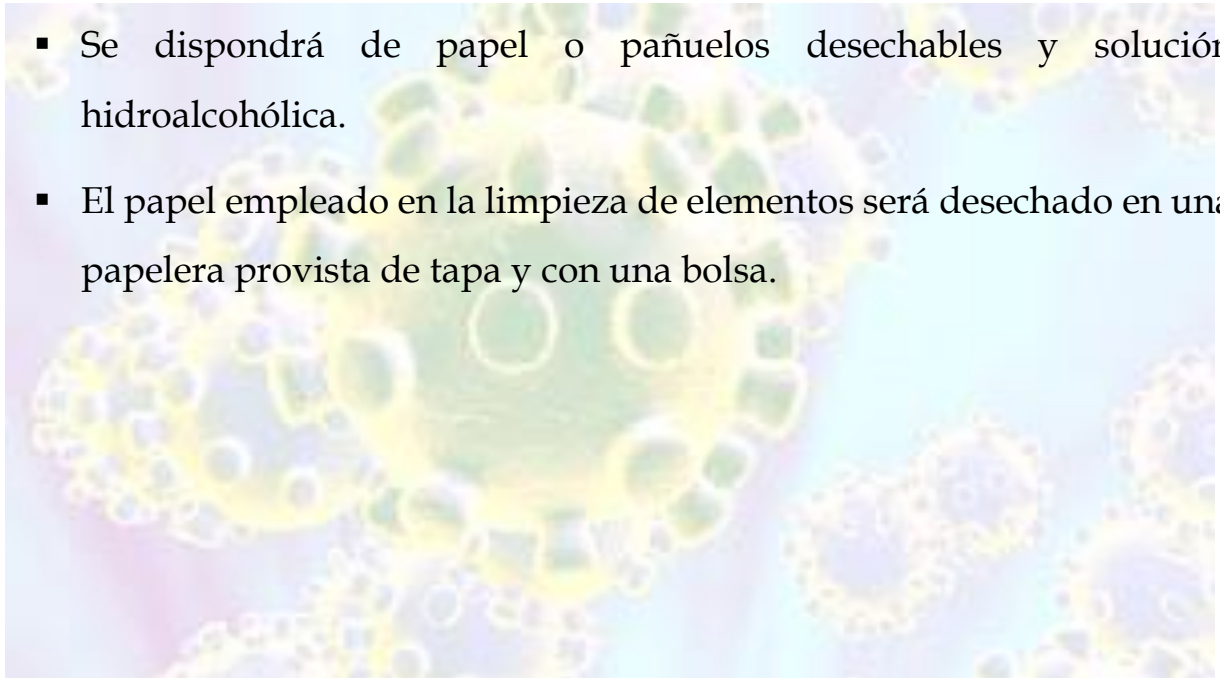 ▪ Se dispondrá de papel o pañuelos desechables y solución
hidroalcohólica.
▪ El papel empleado en la limpieza de elementos será desechado en una
papelera provista de tapa y con una bolsa.